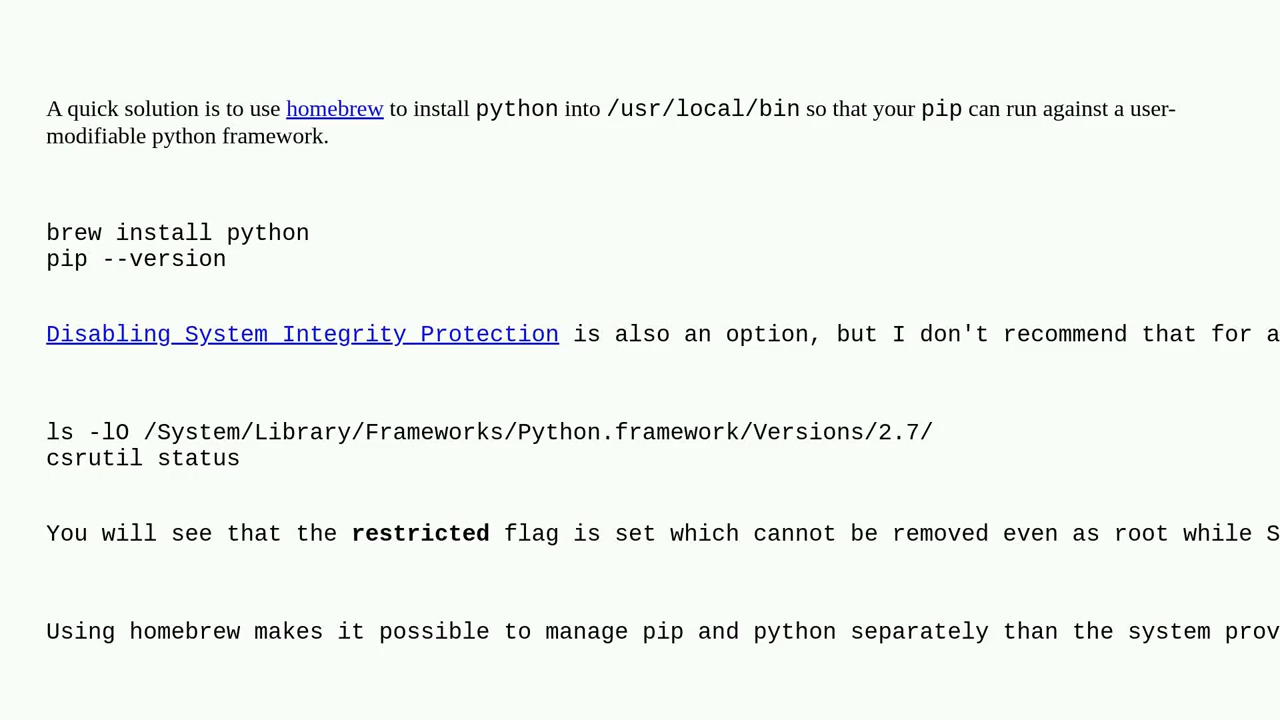 A quick solution is to use homebrew to install python into /usr/local/bin so that your pip can run against a user-
modifiable python framework.
brew install python
pip --version
Disabling System Integrity Protection is also an option, but I don't recommend that for a
ls -lO /System/Library/Frameworks/Python.framework/Versions/2.7/
csrutil status
You will see that the restricted flag is set which cannot be removed even as root while S
Using homebrew makes it possible to manage pip and python separately than the system prov